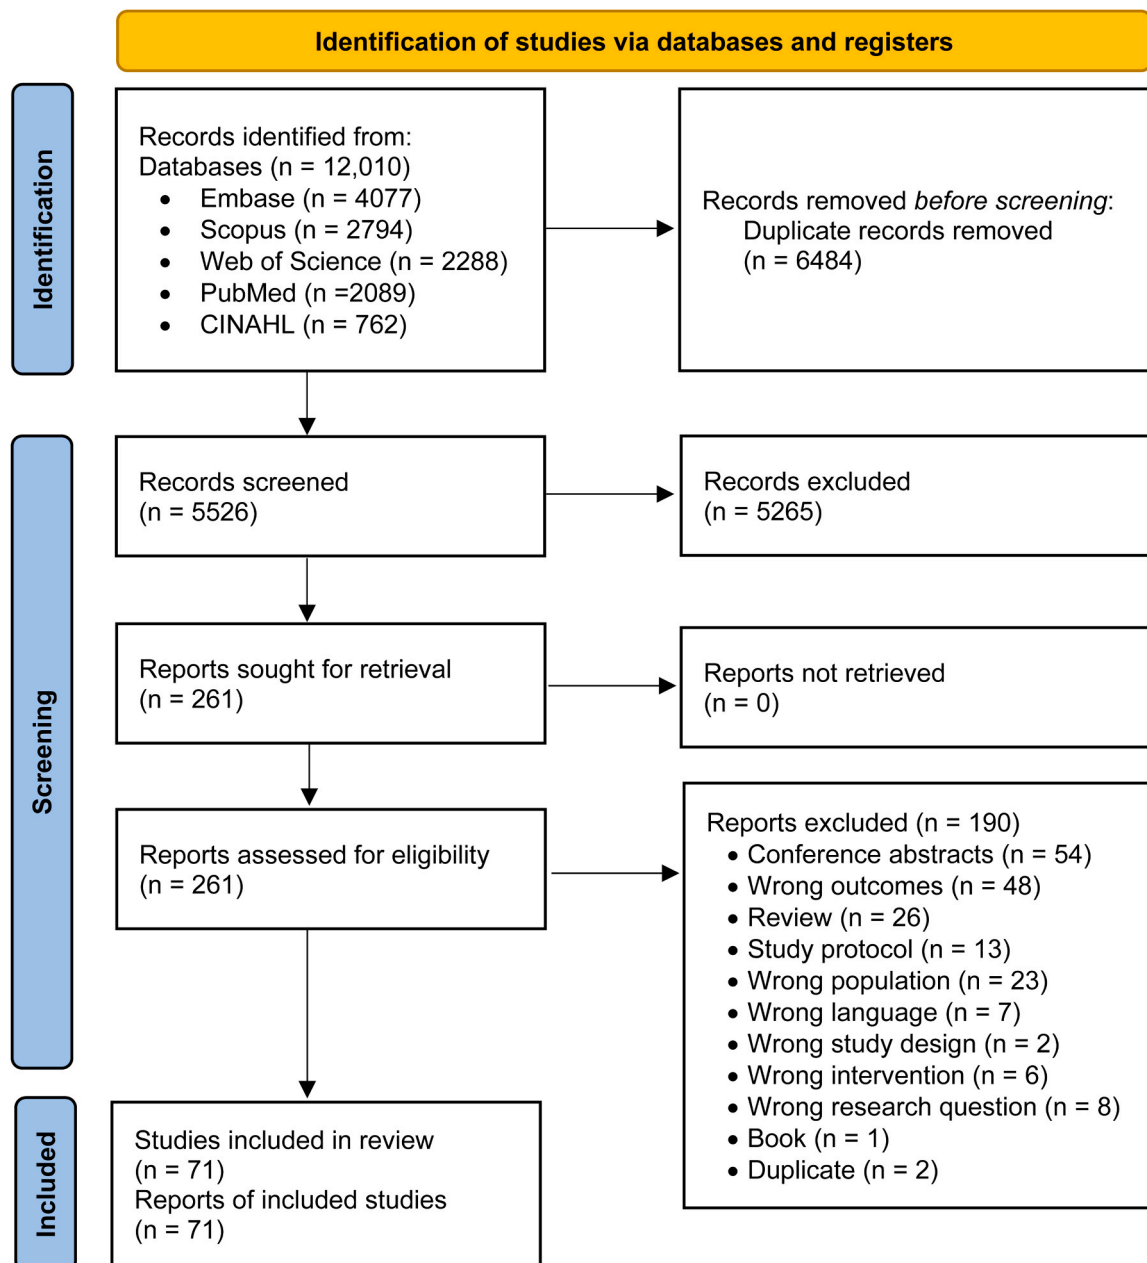 Identification of studies via databases and registers
Identification
Records identified from:
Databases (n = 12,010)
• Embase (n = 4077)
• Scopus (n = 2794)
• Web of Science (n = 2288)
• PubMed (n =2089)
• CINAHL (n = 762)
Records removed before screening:
Duplicate records removed
(n = 6484)
Screening
Records screened
(n = 5526)
Records excluded
(n = 5265)
Reports sought for retrieval
(n = 261)
Reports not retrieved
(n = 0)
Reports assessed for eligibility
(n = 261)
Reports excluded (n = 190)
• Conference abstracts (n = 54)
• Wrong outcomes (n = 48)
• Review (n = 26)
• Study protocol (n = 13)
• Wrong population (n = 23)
• Wrong language (n = 7)
• Wrong study design (n = 2)
• Wrong intervention (n = 6)
• Wrong research question (n = 8)
• Book (n = 1)
• Duplicate (n = 2)
Included
Studies included in review
(n = 71)
Reports of included studies
(n = 71)